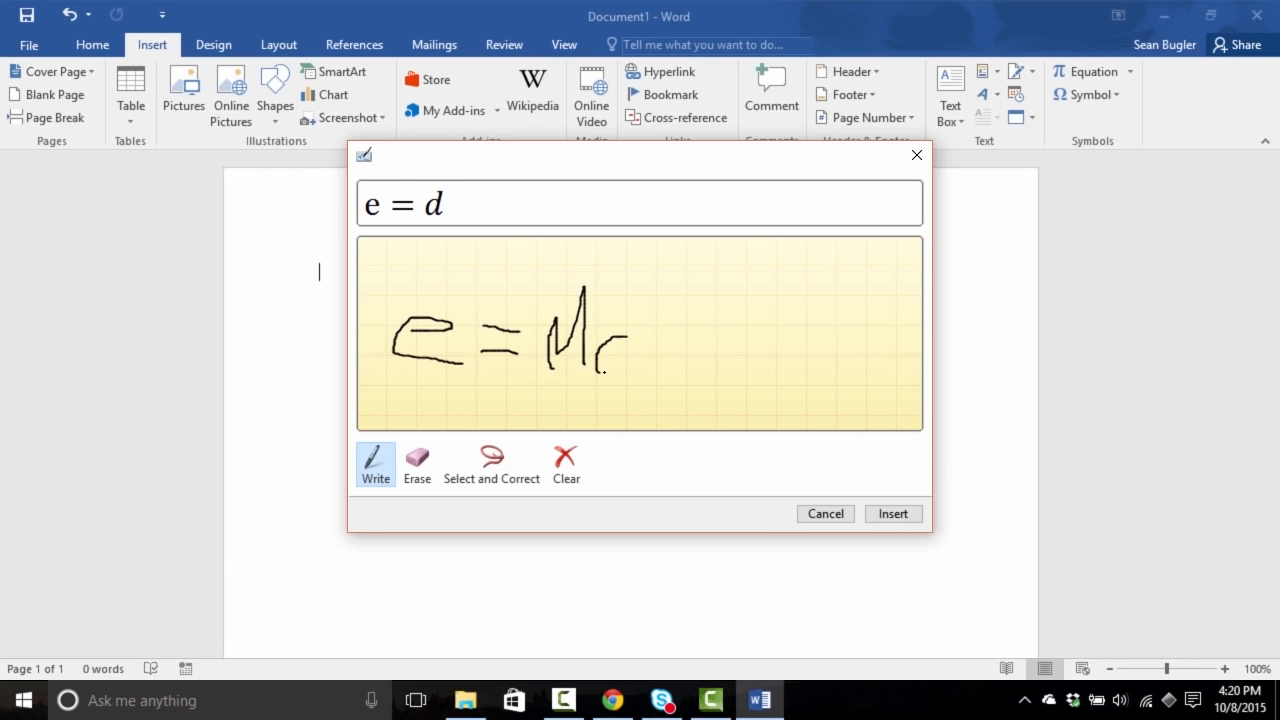 Document1 - Word
File Home Insert Design Layout References Mailings Review View Tell me what you want to do... Sean Bugler Share
Cover Page
Blank Page
Page Break
Pages
Table
Tables
Pictures
Online Pictures
Shapes
SmartArt
Chart
Screenshot
Illustrations
Store
My Add-ins
Wikipedia
Add-ins
Online Video
Media
Hyperlink
Bookmark
Cross-reference
Links
Comment
Comments
Header
Footer
Page Number
Header & Footer
Text Box
Text
π Equation
Ω Symbol
Symbols
e = d
e =
Write Erase Select and Correct Clear
Cancel Insert
Page 1 of 1 0 words 100%
Ask me anything
4:20 PM
10/8/2015